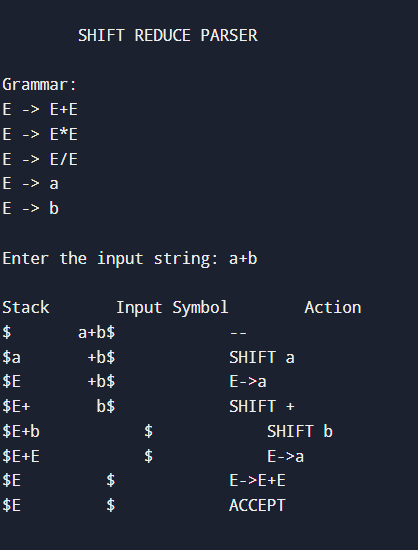 SHIFT REDUCE PARSER
Grammar:
E -> E+E
E -> E*E
E -> E/E
E -> a
E -> b
Enter the input string: a+b
Stack Input Symbol Action
$ a+b$ --
$a +b$ SHIFT a
$E +b$ E->a
$E+ b$ SHIFT +
$E+b $ SHIFT b
$E+E $ E->a
$E $ E->E+E
$E $ ACCEPT